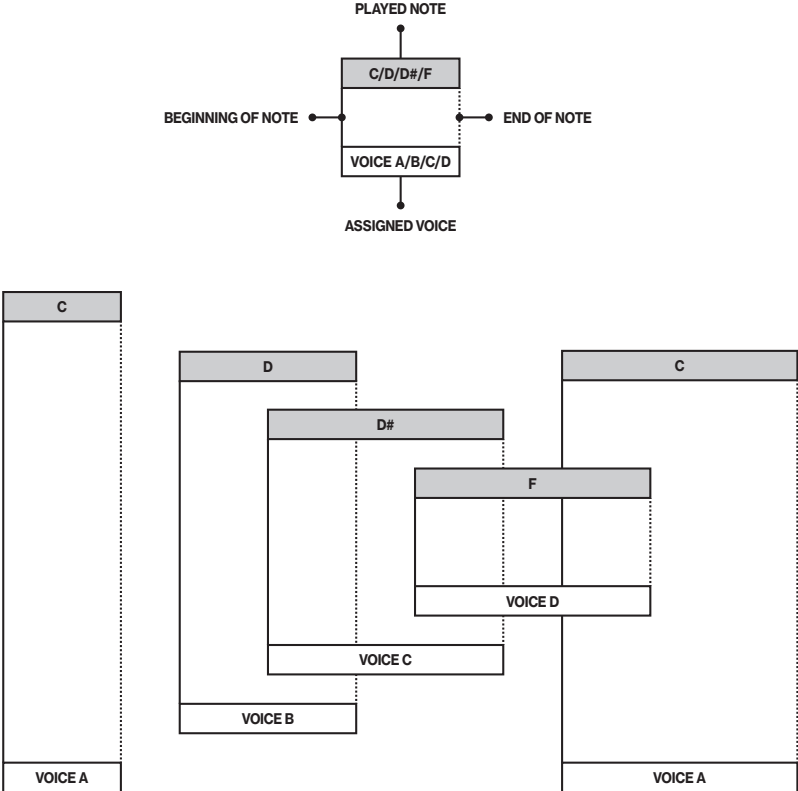 PLAYED NOTE
C/D/D#/F
BEGINNING OF NOTE
END OF NOTE
VOICE A/B/C/D
ASSIGNED VOICE
C
D
C
D#
F
VOICE D
VOICE C
VOICE B
VOICE A
VOICE A